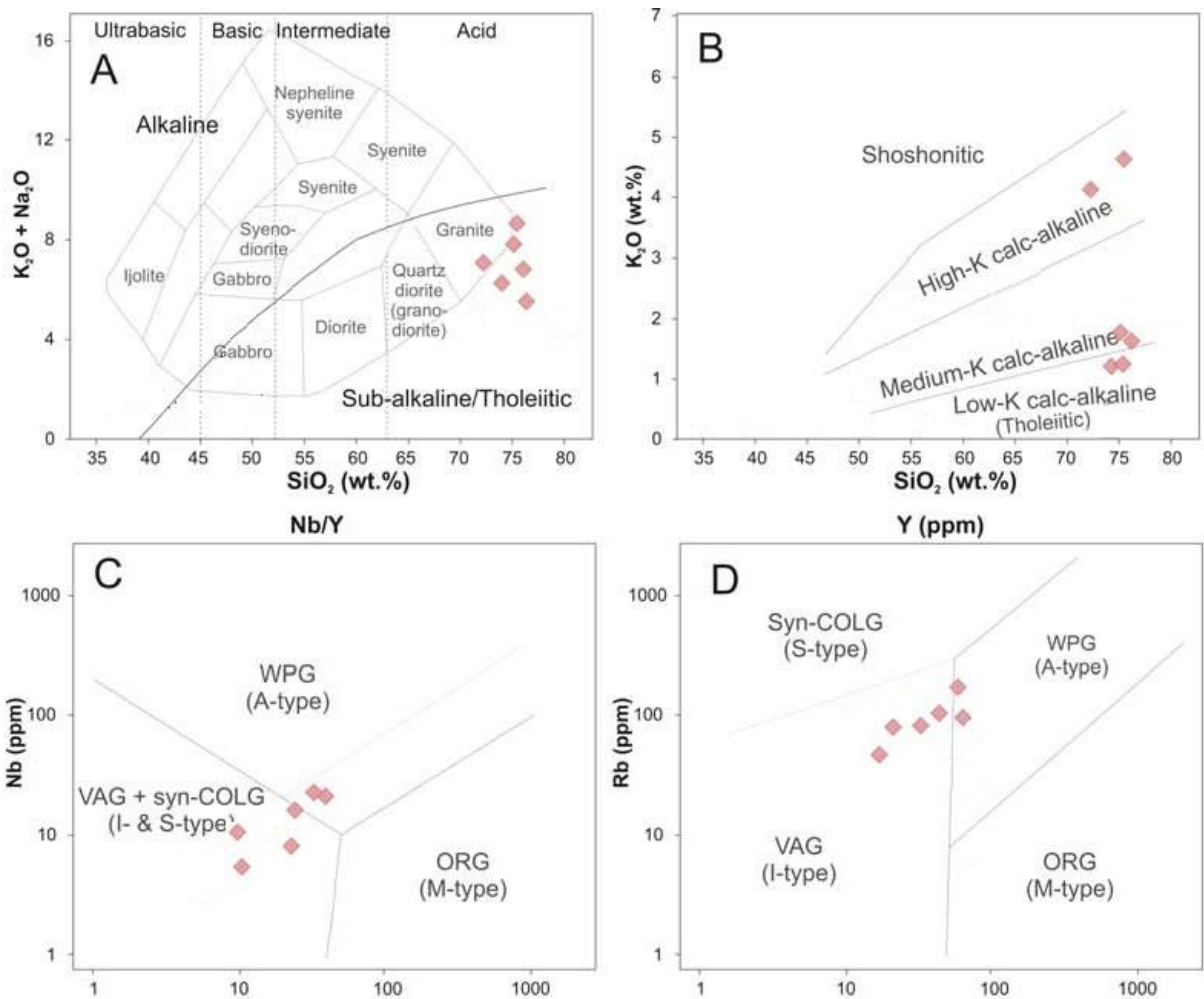 Ultrabasic Basic Intermediate Acid
A
Alkaline
Nepheline
syenite
Syenite
Syenite
Syeno-
diorite
Granite
Ijolite
Gabbro
Quartz
diorite
(grano-
diorite)
Diorite
Gabbro
Sub-alkaline/Tholeiitic
16
12
8
4
0
K₂O + Na₂O
35 40 45 50 55 60 65 70 75 80
SiO₂ (wt.%)
B
Shoshonitic
High-K calc-alkaline
Medium-K calc-alkaline
Low-K calc-alkaline
(Tholeiitic)
7
6
5
4
3
2
1
0
K₂O (wt.%)
35 40 45 50 55 60 65 70 75 80
SiO₂ (wt.%)
Nb/Y
C
WPG
(A-type)
VAG + syn-COLG
(I- & S-type)
ORG
(M-type)
1000
100
10
1
Nb (ppm)
1 10 100 1000
Y (ppm)
D
Syn-COLG
(S-type)
WPG
(A-type)
VAG
(I-type)
ORG
(M-type)
1000
100
10
1
Rb (ppm)
1 10 100 1000